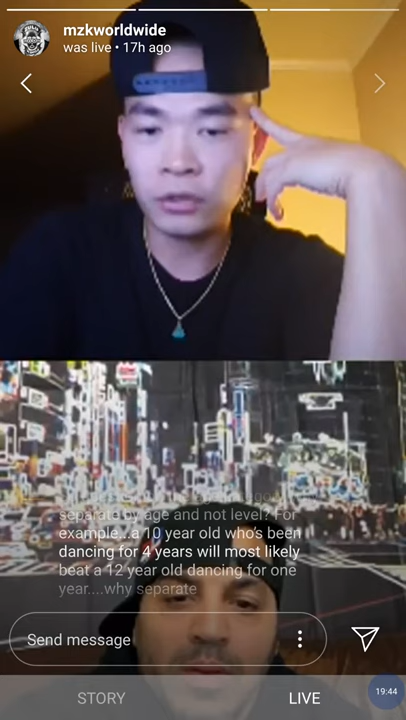 mzkworldwide
was live • 17h ago
separate by age and not level? For
example...a 10 year old who's been
dancing for 4 years will most likely
beat a 12 year old dancing for one
year....why separate
Send message
STORY
LIVE
19:44